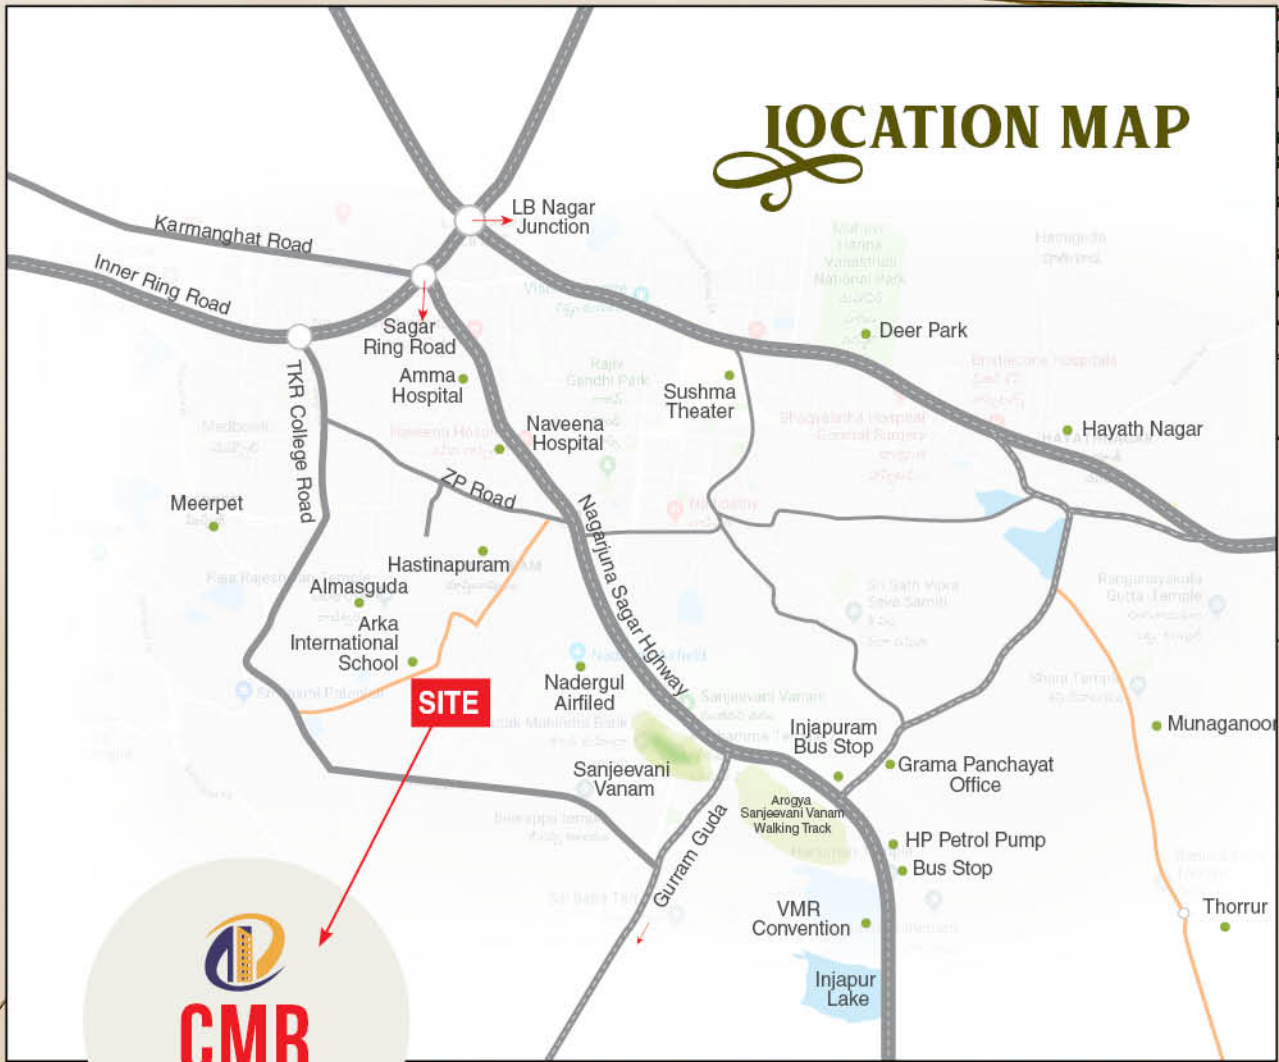 LOCATION MAP
LB Nagar
Junction
Karmanghat Road
Inner Ring Road
Sagar
Ring Road
Deer Park
Amma
Hospital
TKR College Road
Sushma
Theater
Naveena
Hospital
Hayath Nagar
ZP Road
Meerpet
Nagarjuna Sagar Hghway
Hastinapuram
Almasguda
Arka
International
School
Nadergul
Airfiled
SITE
Injapuram
Bus Stop
Munaganoor
Grama Panchayat
Office
Sanjeevani
Vanam
Arogya
Sanjeevani Vanam
Walking Track
Gurram Guda
HP Petrol Pump
Bus Stop
VMR
Convention
Thorrur
Injapur
Lake
CMR